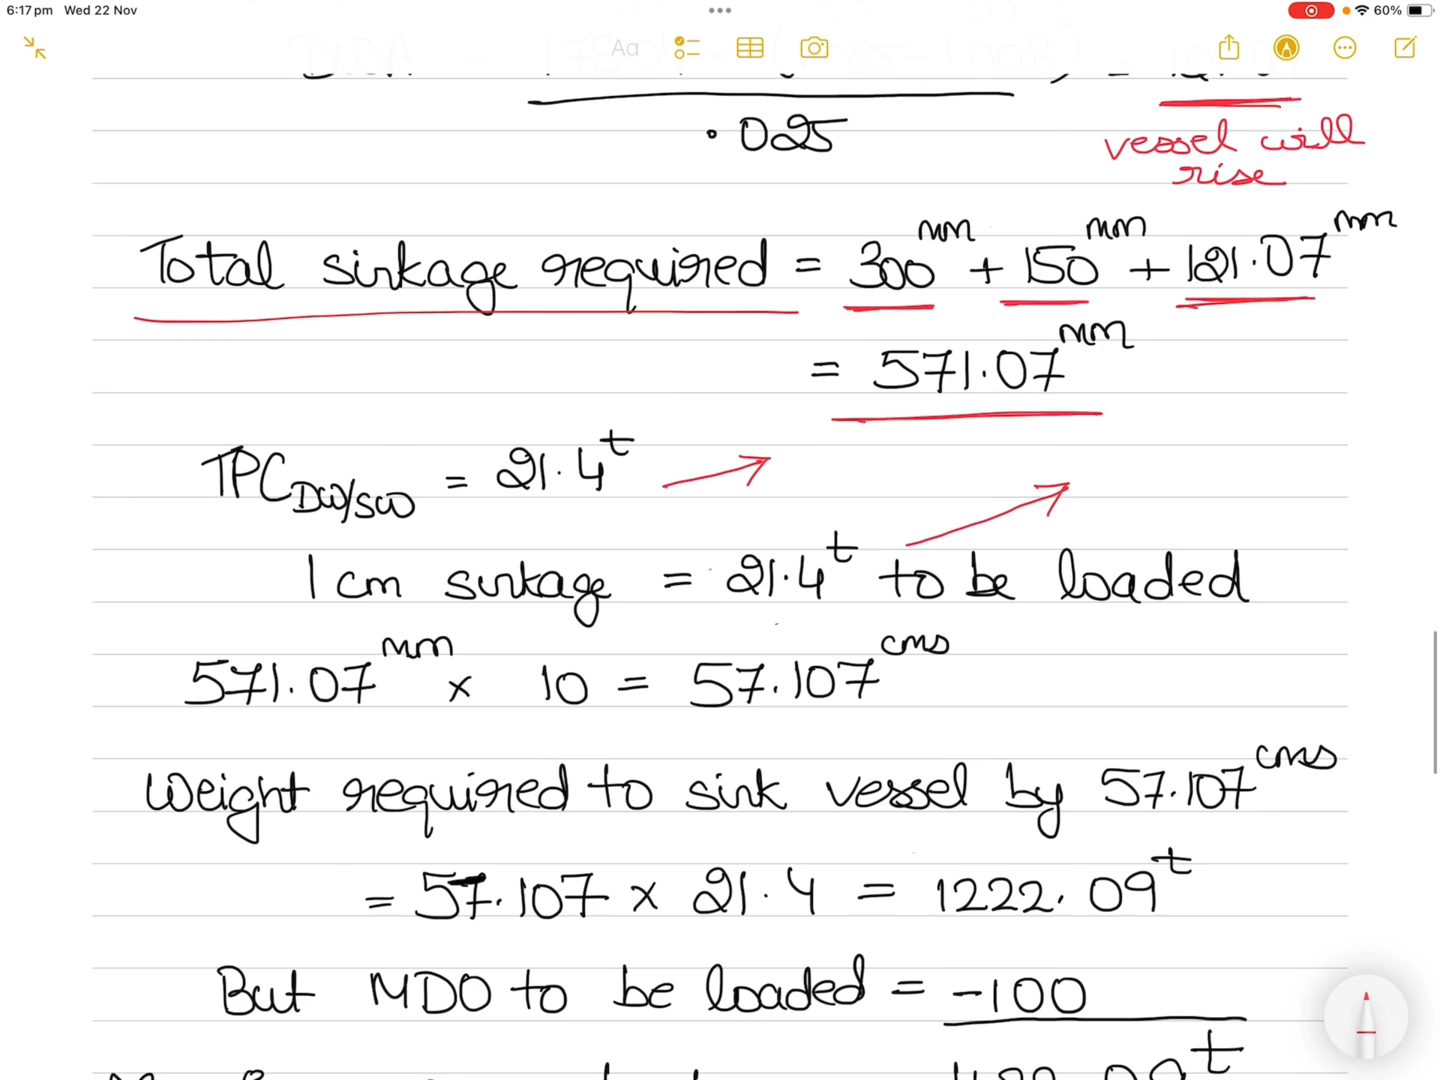 6:17 pm Wed 22 Nov
60%
Aa
.025
vessel will
rise
Total sinkage required = 300 mm + 150 mm + 121.07 mm
= 571.07 mm
TPC DW/SW = 21.4 t
1 cm sinkage = 21.4 t to be loaded
571.07 mm x 10 = 57.107 cms
Weight required to sink vessel by 57.107 cms
= 57.107 x 21.4 = 1222.09 t
But MDO to be loaded = -100
t